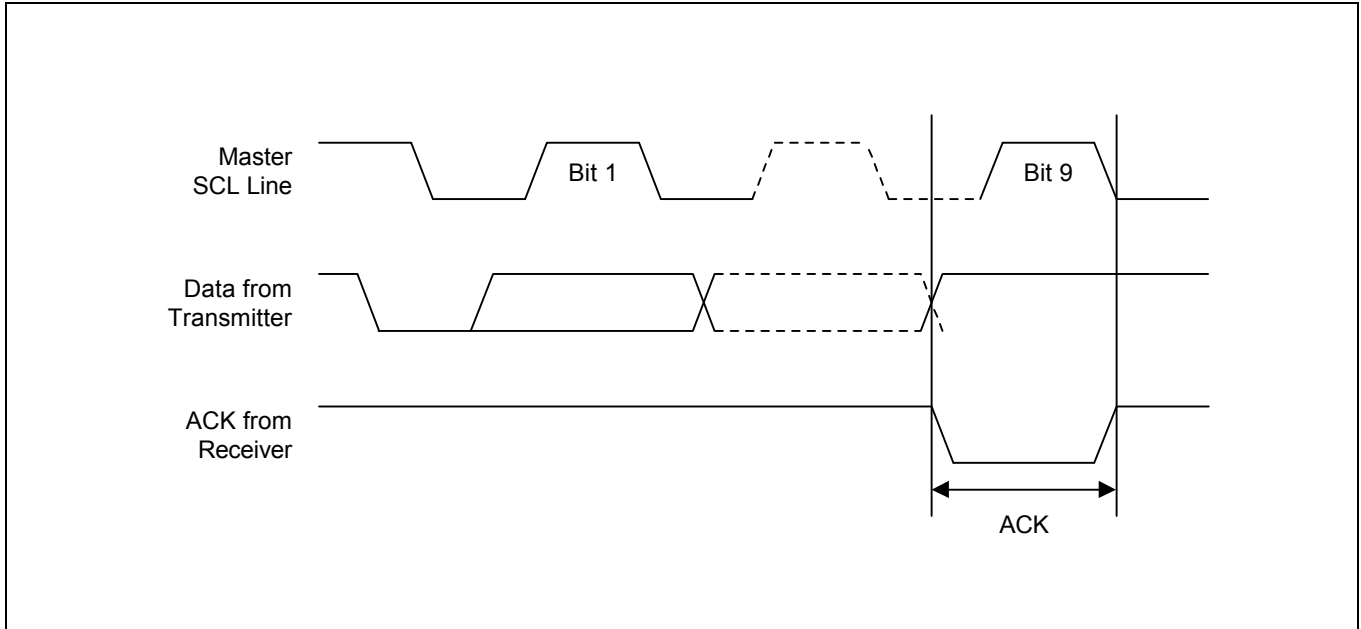 Master
SCL Line
Bit 1
Bit 9
Data from
Transmitter
ACK from
Receiver
ACK